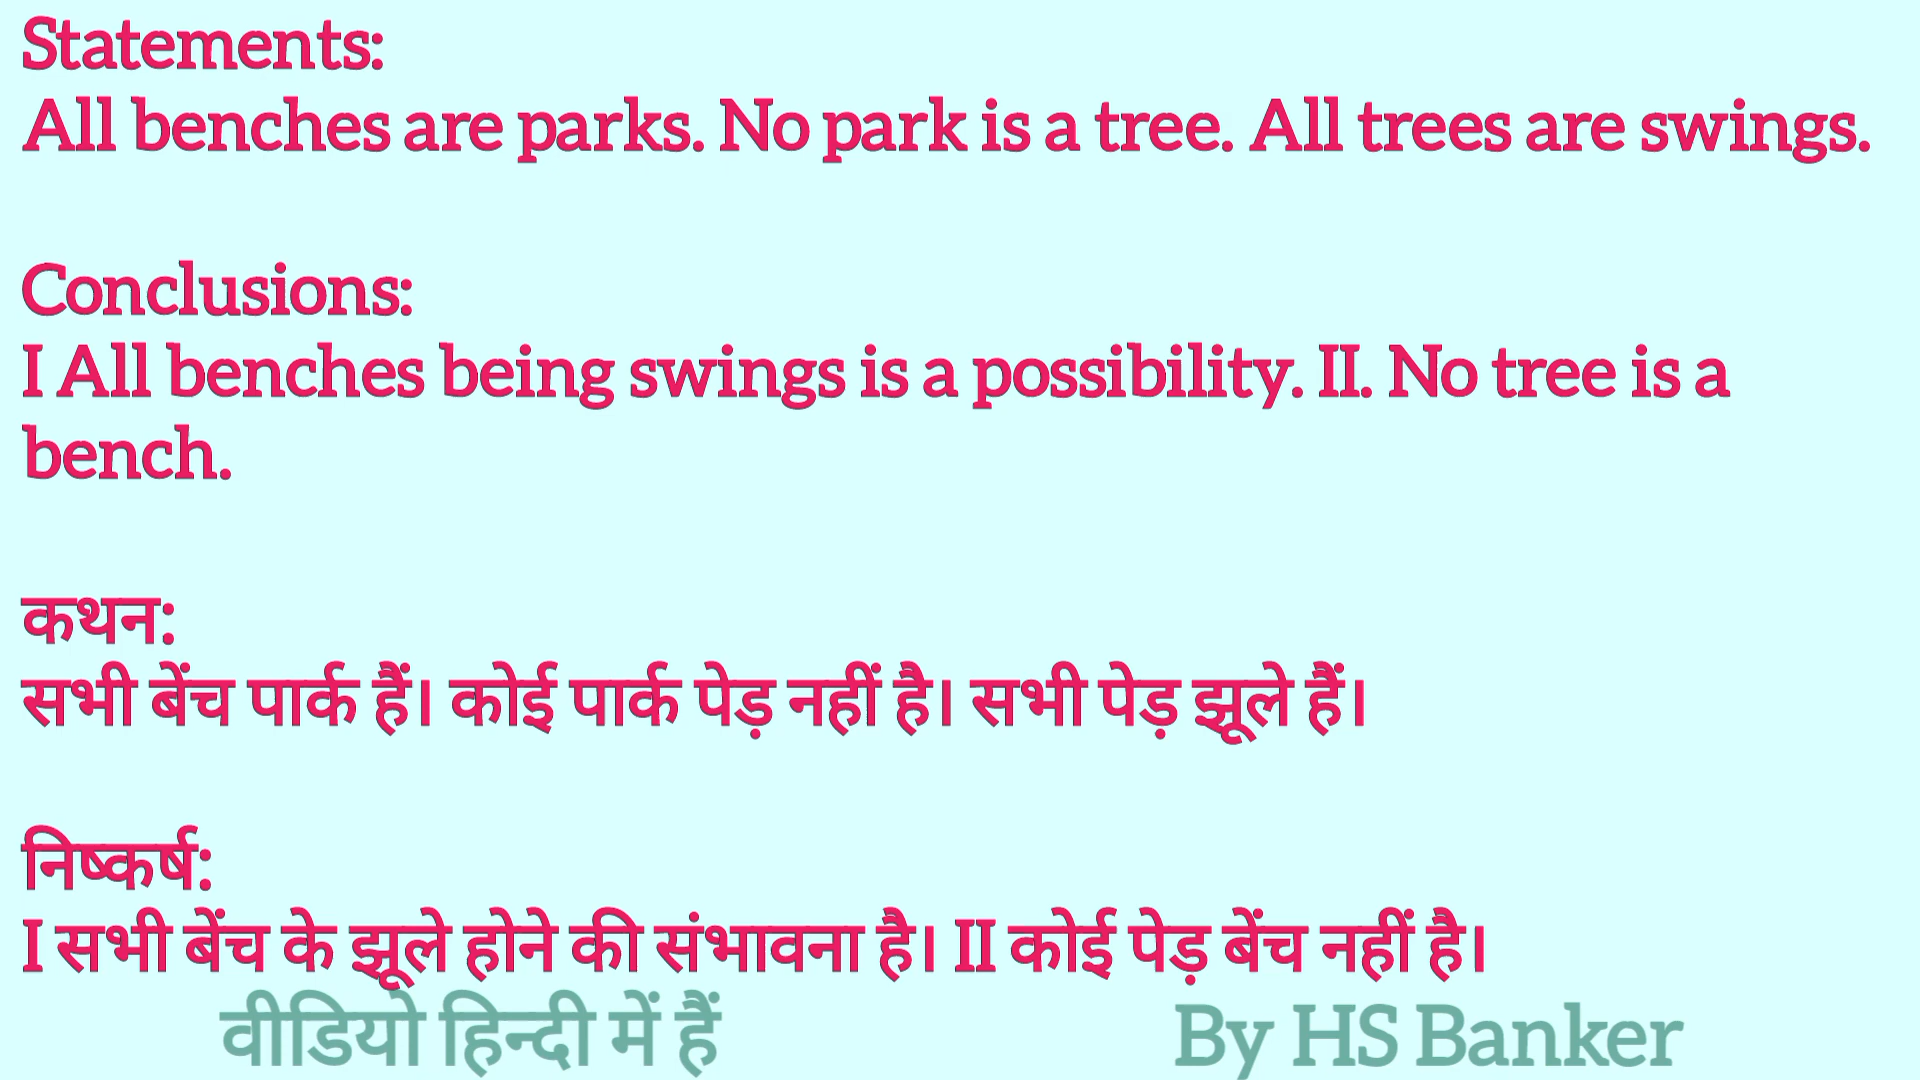 Statements:
All benches are parks. No park is a tree. All trees are swings.
Conclusions:
I All benches being swings is a possibility. II. No tree is a
bench.
कथन:
सभी बेंच पार्क हैं। कोई पार्क पेड़ नहीं है। सभी पेड़ झूले हैं।
निष्कर्ष:
I सभी बेंच के झूले होने की संभावना है। II कोई पेड़ बेंच नहीं है।
वीडियो हिन्दी में हैं By HS Banker